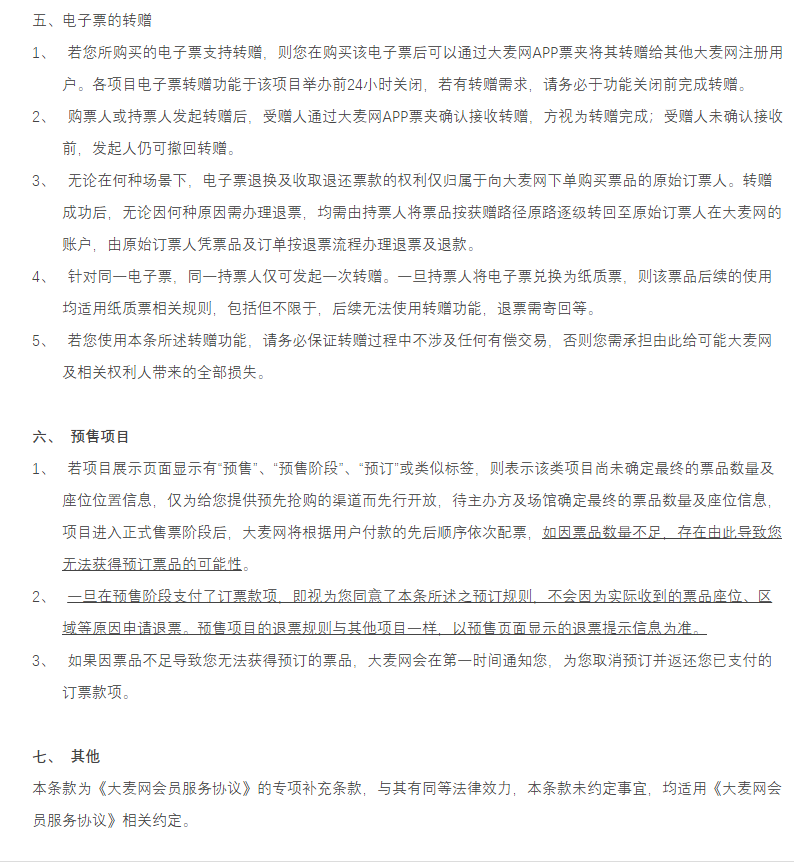 五、电子票的转赠
1、 若您所购买的电子票支持转赠，则您在购买该电子票后可以通过大麦网APP票夹将其转赠给其他大麦网注册用
户。各项目电子票转赠功能于该项目举办前24小时关闭，若有转赠需求，请务必于功能关闭前完成转赠。
2、 购票人或持票人发起转赠后，受赠人通过大麦网APP票夹确认接收转赠，方视为转赠完成；受赠人未确认接收
前，发起人仍可撤回转赠。
3、 无论在何种场景下，电子票退换及收取退还票款的权利仅归属于向大麦网下单购买票品的原始订票人。转赠
成功后，无论因何种原因需办理退票，均需由持票人将票品按获赠路径原路逐级转回至原始订票人在大麦网的
账户，由原始订票人凭票品及订单按退票流程办理退票及退款。
4、 针对同一电子票，同一持票人仅可发起一次转赠。一旦持票人将电子票兑换为纸质票，则该票品后续的使用
均适用纸质票相关规则，包括但不限于，后续无法使用转赠功能，退票需寄回等。
5、 若您使用本条所述转赠功能，请务必保证转赠过程中不涉及任何有偿交易，否则您需承担由此给可能大麦网
及相关权利人带来的全部损失。
六、 预售项目
1、 若项目展示页面显示有“预售”、“预售阶段”、“预订”或类似标签，则表示该类项目尚未确定最终的票品数量及
座位位置信息，仅为给您提供预先抢购的渠道而先行开放，待主办方及场馆确定最终的票品数量及座位信息，
项目进入正式售票阶段后，大麦网将根据用户付款的先后顺序依次配票，如因票品数量不足，存在由此导致您
无法获得预订票品的可能性。
2、 一旦在预售阶段支付了订票款项，即视为您同意了本条所述之预订规则，不会因为实际收到的票品座位、区
域等原因申请退票。预售项目的退票规则与其他项目一样，以预售页面显示的退票提示信息为准。
3、 如果因票品不足导致您无法获得预订的票品，大麦网会在第一时间通知您，为您取消预订并返还您已支付的
订票款项。
七、 其他
本条款为《大麦网会员服务协议》的专项补充条款，与其有同等法律效力，本条款未约定事宜，均适用《大麦网会
员服务协议》相关约定。